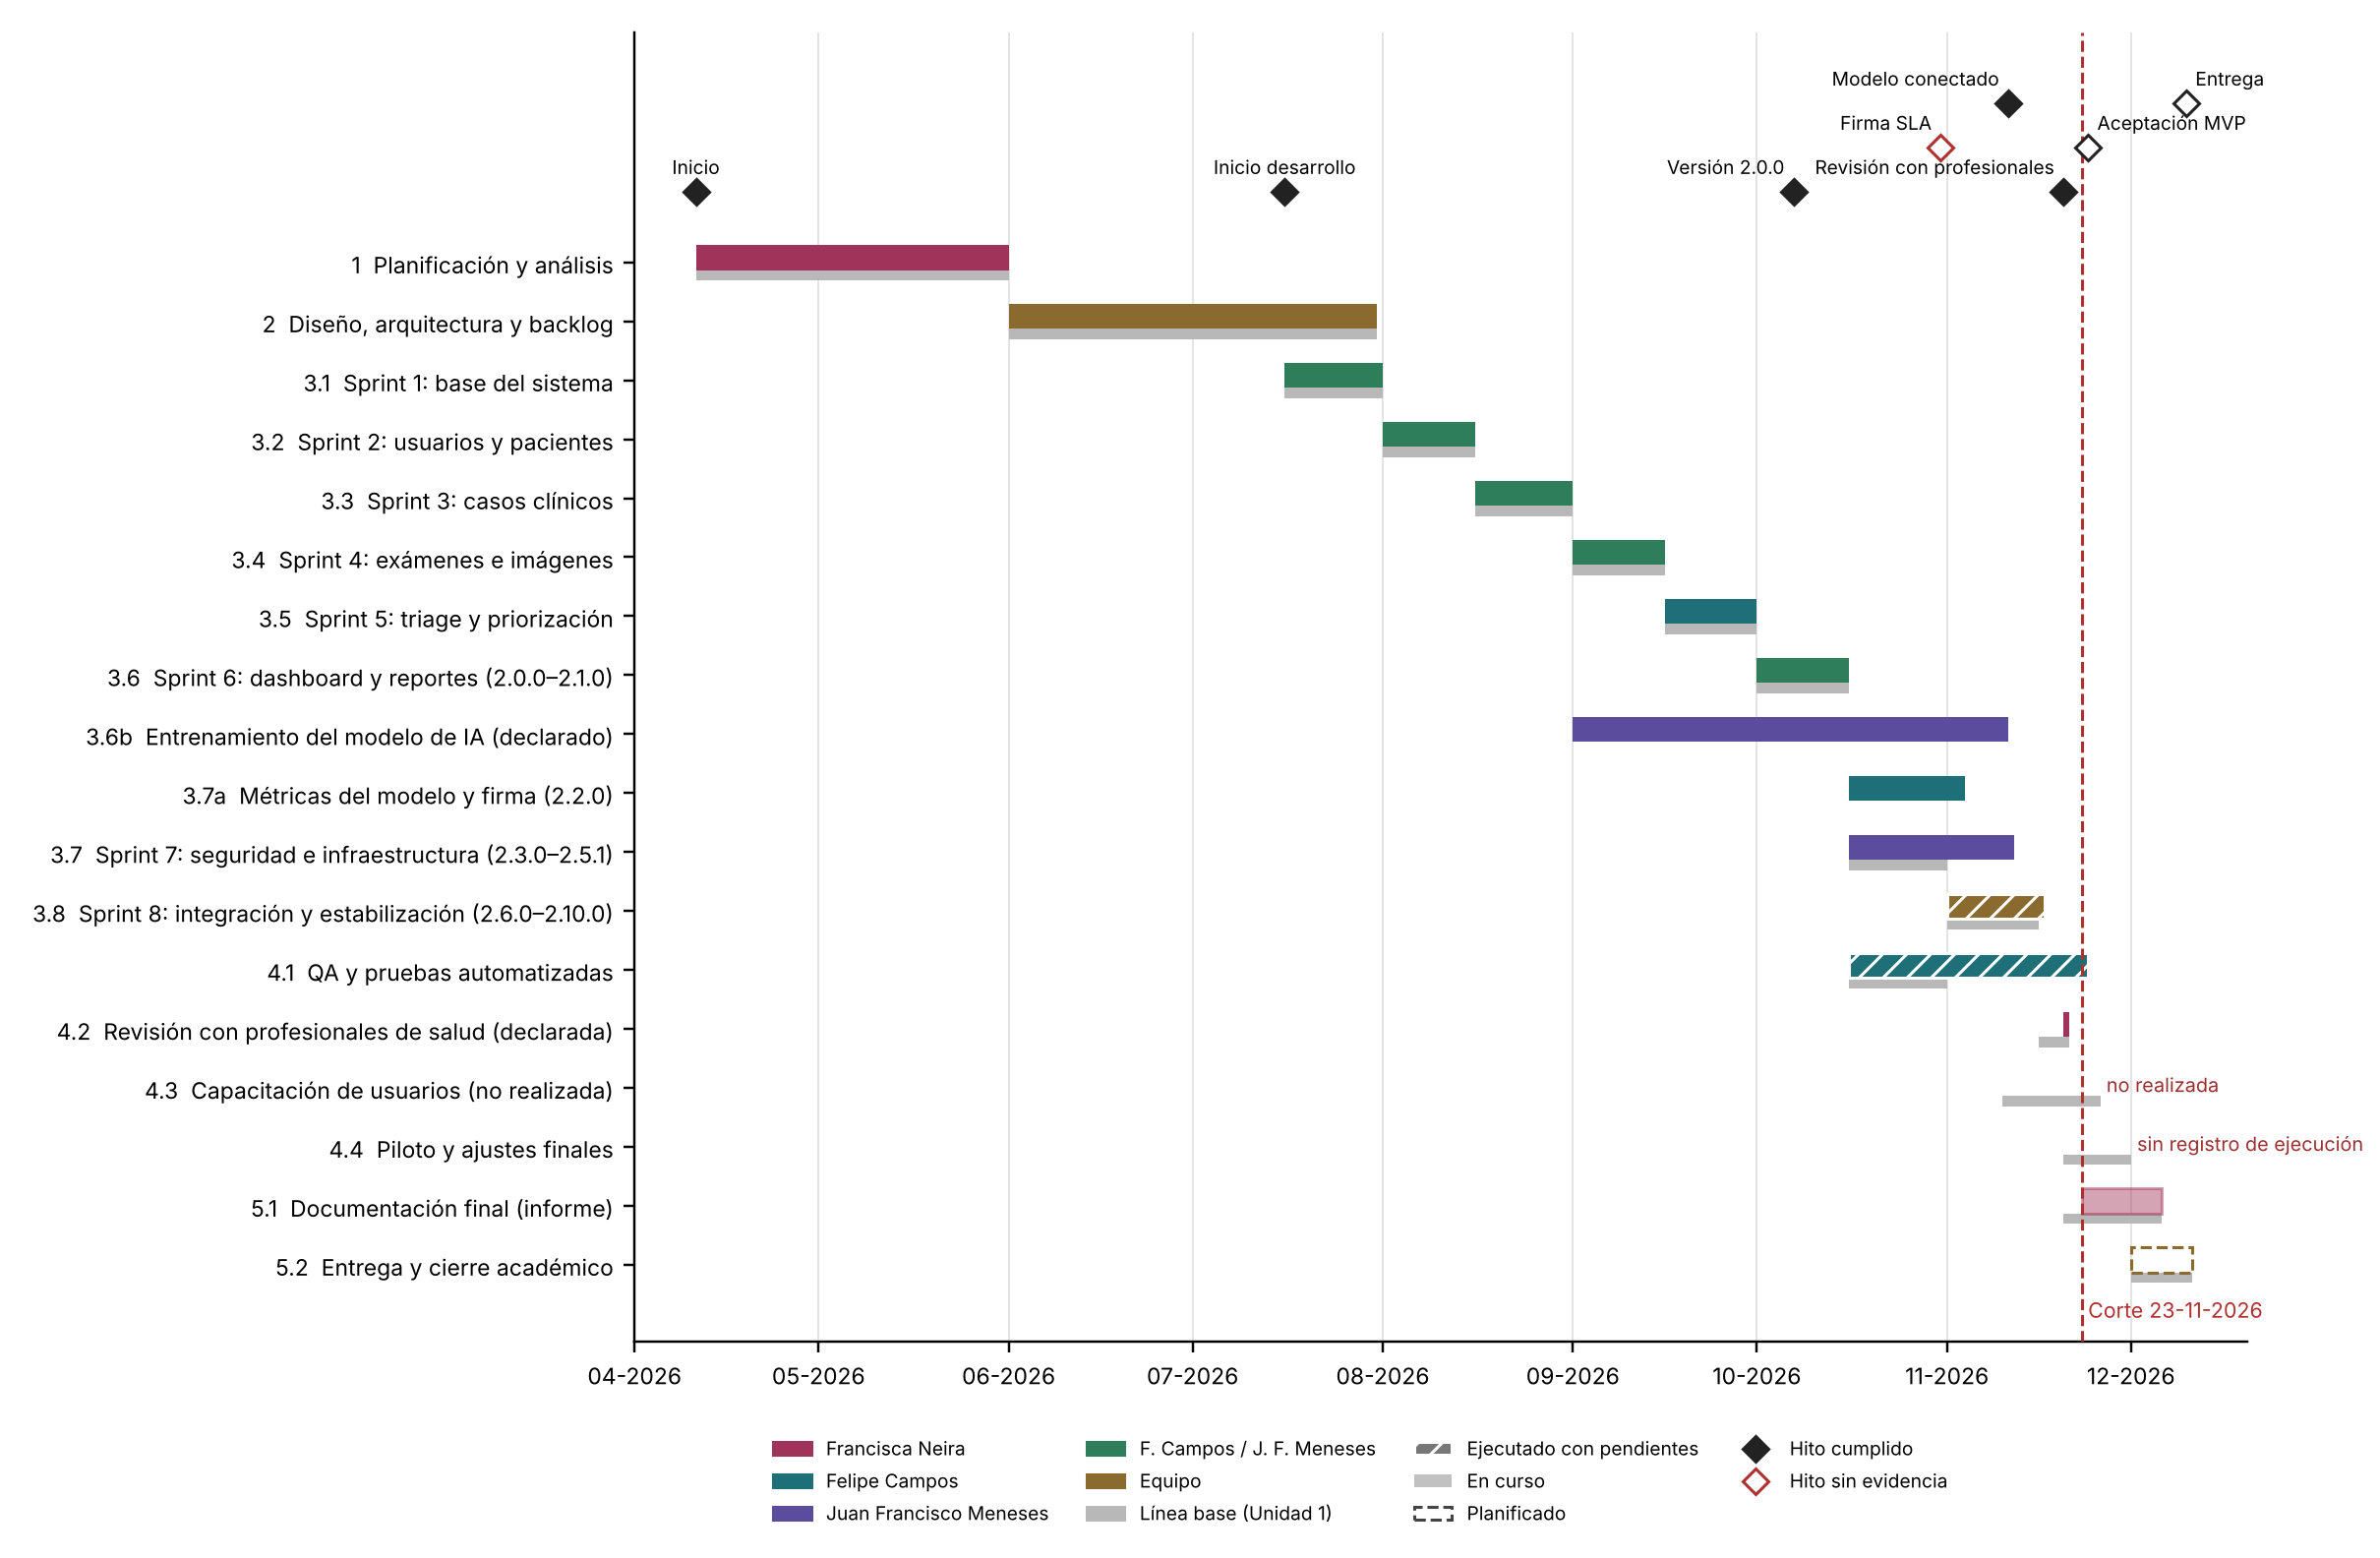 Modelo conectado
Entrega
Firma SLA
Aceptación MVP
Inicio
Inicio desarrollo
Versión 2.0.0
Revisión con profesionales
1 Planificación y análisis
2 Diseño, arquitectura y backlog
3.1 Sprint 1: base del sistema
3.2 Sprint 2: usuarios y pacientes
3.3 Sprint 3: casos clínicos
3.4 Sprint 4: exámenes e imágenes
3.5 Sprint 5: triage y priorización
3.6 Sprint 6: dashboard y reportes (2.0.0–2.1.0)
3.6b Entrenamiento del modelo de IA (declarado)
3.7a Métricas del modelo y firma (2.2.0)
3.7 Sprint 7: seguridad e infraestructura (2.3.0–2.5.1)
3.8 Sprint 8: integración y estabilización (2.6.0–2.10.0)
4.1 QA y pruebas automatizadas
4.2 Revisión con profesionales de salud (declarada)
4.3 Capacitación de usuarios (no realizada)
no realizada
4.4 Piloto y ajustes finales
sin registro de ejecución
5.1 Documentación final (informe)
5.2 Entrega y cierre académico
Corte 23-11-2026
04-2026
05-2026
06-2026
07-2026
08-2026
09-2026
10-2026
11-2026
12-2026
Francisca Neira
Felipe Campos
Juan Francisco Meneses
F. Campos / J. F. Meneses
Equipo
Línea base (Unidad 1)
Ejecutado con pendientes
En curso
Planificado
Hito cumplido
Hito sin evidencia